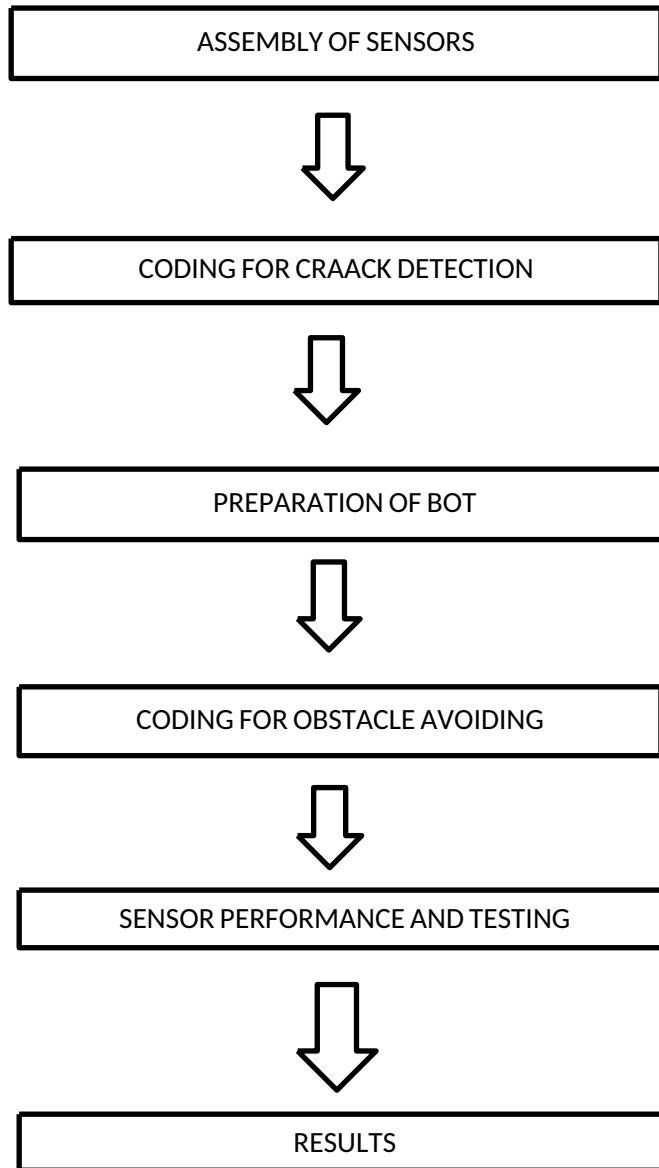 ASSEMBLY OF SENSORS
CODING FOR CRAACK DETECTION
PREPARATION OF BOT
CODING FOR OBSTACLE AVOIDING
SENSOR PERFORMANCE AND TESTING
RESULTS